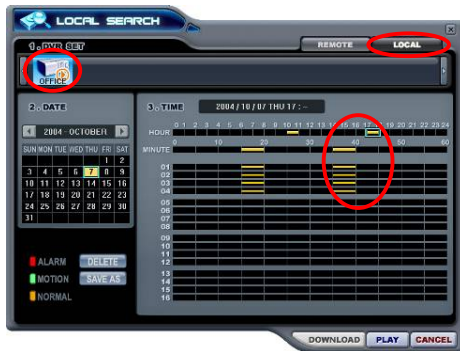 LOCAL SEARCH
1. DVR SET
REMOTE
LOCAL
OFFICE
2. DATE
2004-OCTOBER
SUN MON TUE WED THU FRI SAT
1 2
3 4 5 6 7 8 9
10 11 12 13 14 15 16
17 18 19 20 21 22 23
24 25 26 27 28 29 30
31
ALARM
DELETE
MOTION
SAVE AS
NORMAL
3. TIME
2004/10/07 THU 17:~
0 1 2 3 4 5 6 7 8 9 10 11 12 13 14 15 16 17 18 19 20 21 22 23 24
HOUR
0 10 20 30 40 50 60
MINUTE
01
02
03
04
05
06
07
08
09
10
11
12
13
14
15
16
DOWNLOAD
PLAY
CANCEL